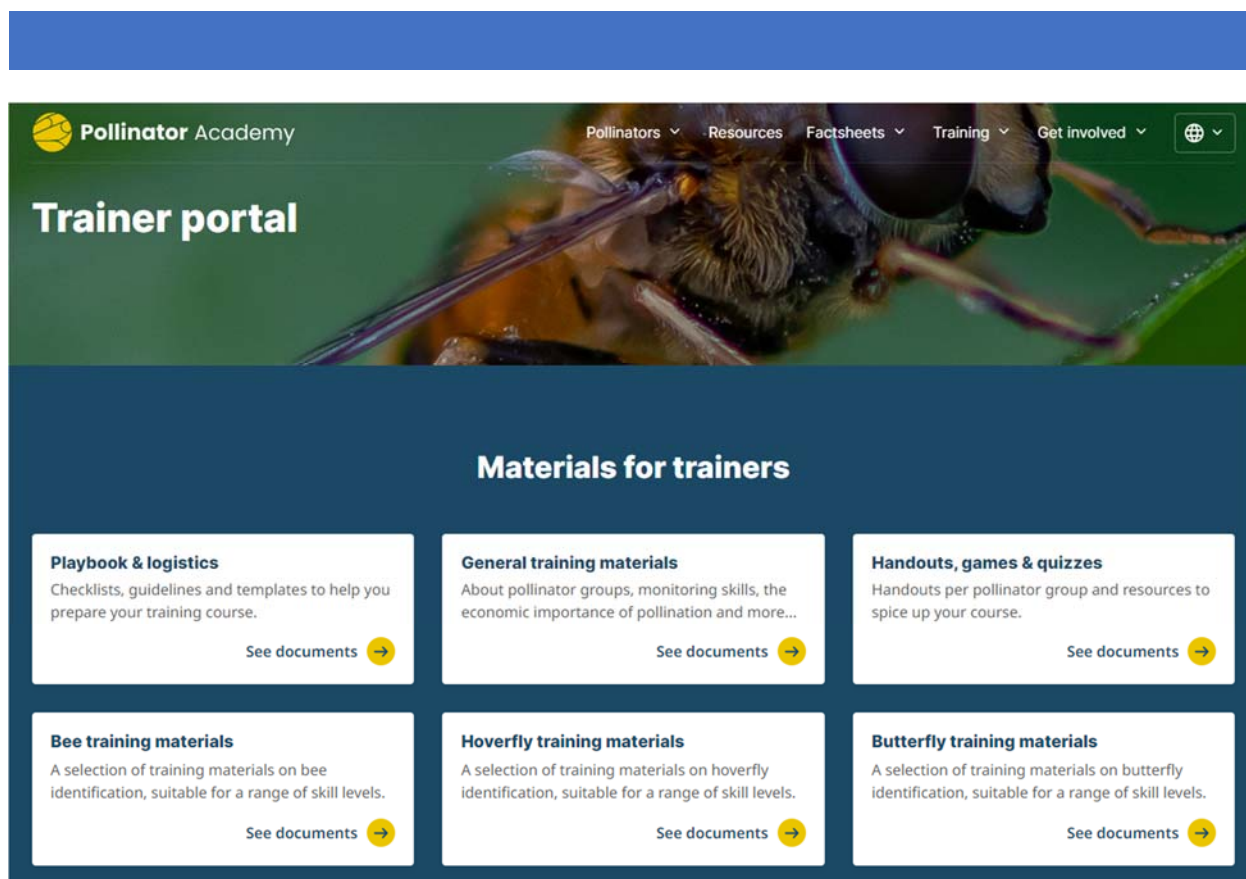 Pollinator Academy
Pollinators Resources Factsheets Training Get involved
Trainer portal
Materials for trainers
Playbook & logistics
Checklists, guidelines and templates to help you
prepare your training course.
See documents
General training materials
About pollinator groups, monitoring skills, the
economic importance of pollination and more...
See documents
Handouts, games & quizzes
Handouts per pollinator group and resources to
spice up your course.
See documents
Bee training materials
A selection of training materials on bee
identification, suitable for a range of skill levels.
See documents
Hoverfly training materials
A selection of training materials on hoverfly
identification, suitable for a range of skill levels.
See documents
Butterfly training materials
A selection of training materials on butterfly
identification, suitable for a range of skill levels.
See documents